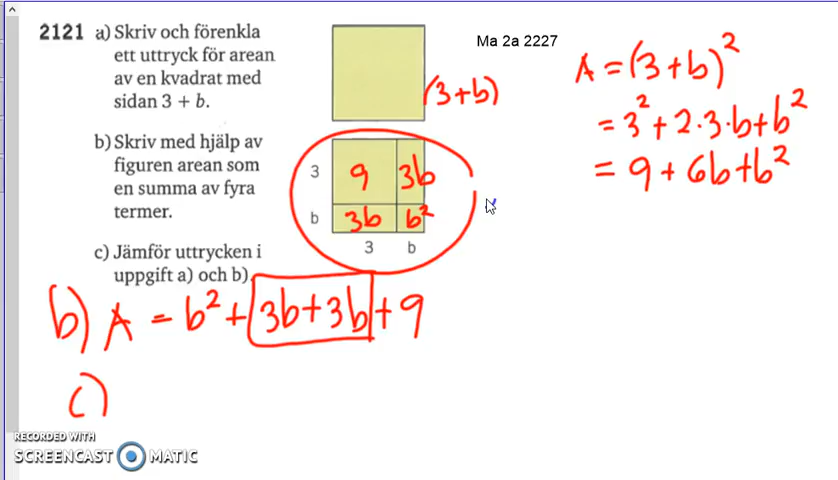 2121 a) Skriv och förenkla
ett uttryck för arean
av en kvadrat med
sidan 3 + b.
(3+b)
Ma 2a 2227
A = (3+b)²
= 3² + 2·3·b + b²
= 9 + 6b + b²
b) Skriv med hjälp av
figuren arean som
en summa av fyra
termer.
3 9 3b
b 3b b²
3 b
c) Jämför uttrycken i
uppgift a) och b).
b) A = b² + 3b+3b + 9
c)
RECORDED WITH
SCREENCAST MATIC